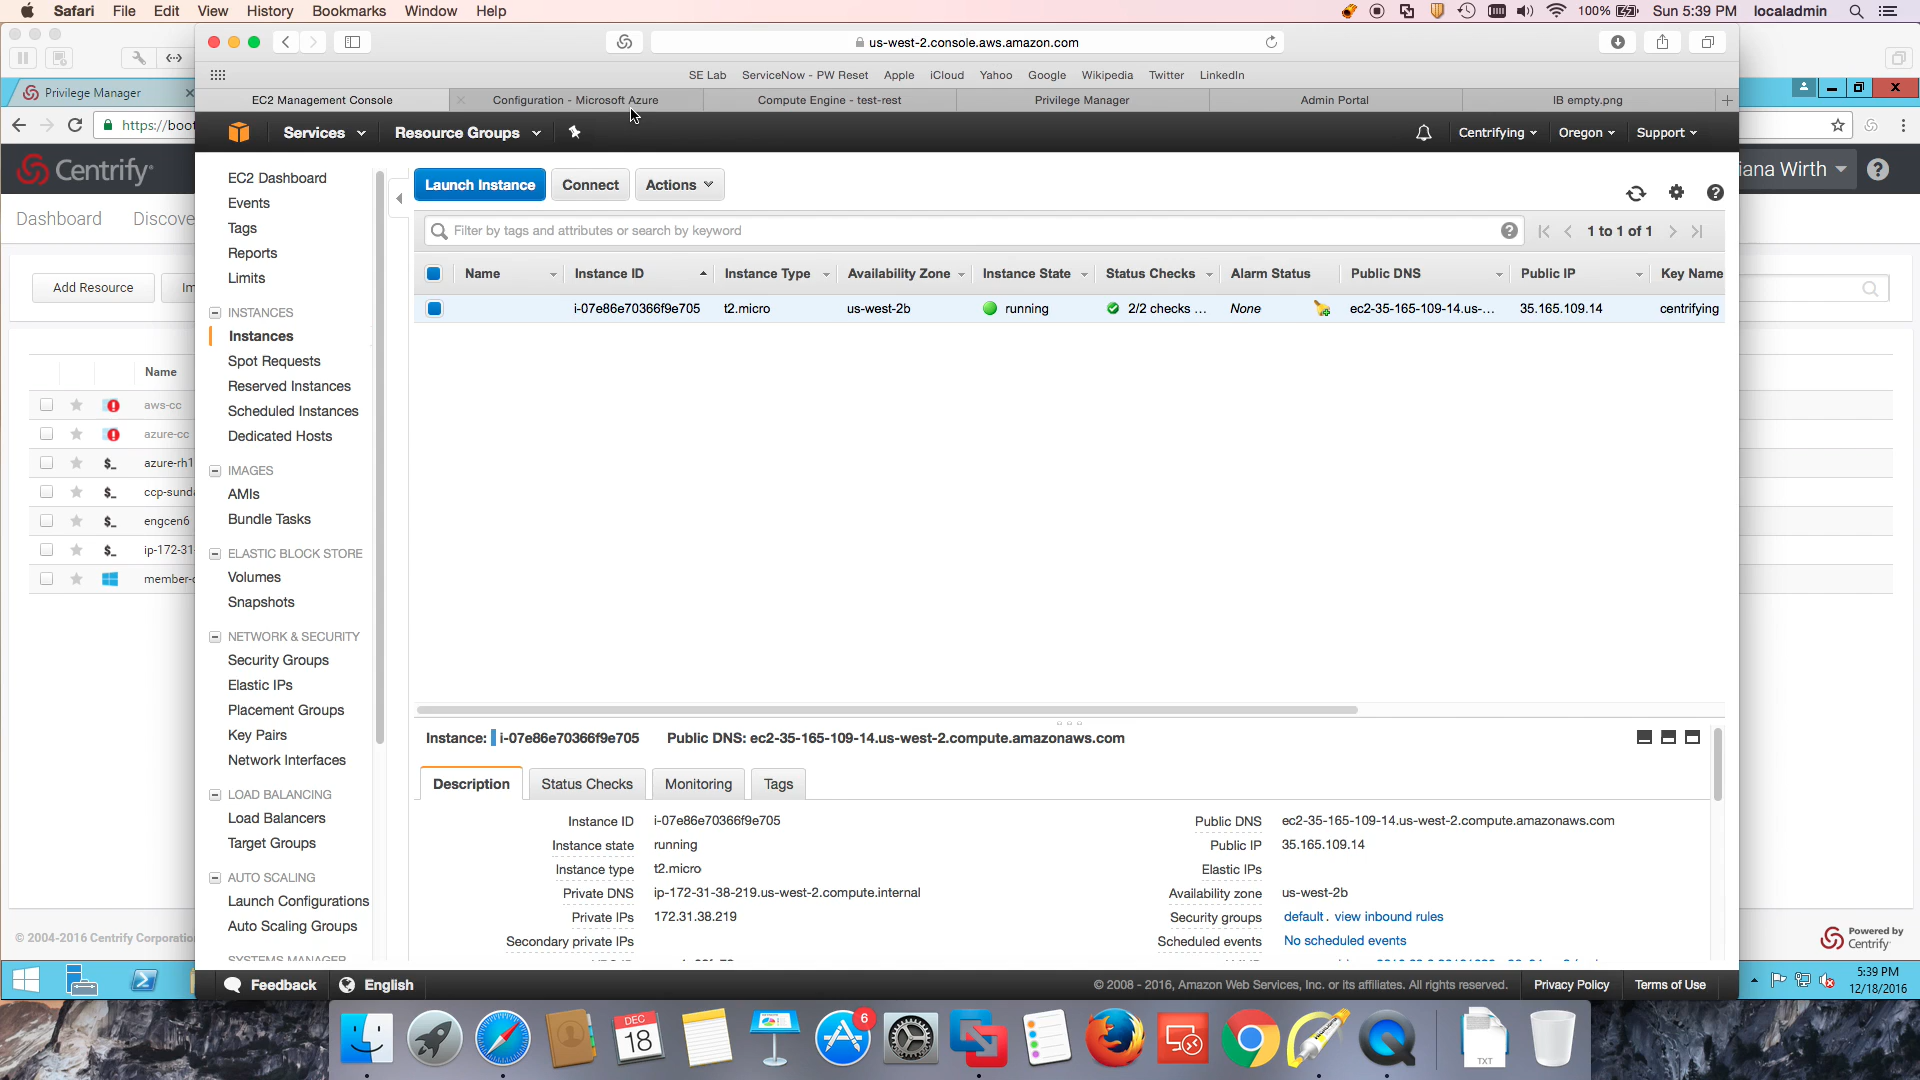 Safari File Edit View History Bookmarks Window Help
100% Sun 5:39 PM localadmin
us-west-2.console.aws.amazon.com
SE Lab ServiceNow - PW Reset Apple iCloud Yahoo Google Wikipedia Twitter LinkedIn
EC2 Management Console Configuration - Microsoft Azure Compute Engine - test-rest Privilege Manager Admin Portal IB empty.png
Privilege Manager
https://boot
Services Resource Groups Centrifying Oregon Support
Centrify
iana Wirth
Dashboard Discove
Add Resource Im
Name
aws-cc
azure-cc
azure-rh1
ccp-sunda
engcen6
ip-172-31
member-c
© 2004-2016 Centrify Corporatio
EC2 Dashboard
Events
Tags
Reports
Limits
INSTANCES
Instances
Spot Requests
Reserved Instances
Scheduled Instances
Dedicated Hosts
IMAGES
AMIs
Bundle Tasks
ELASTIC BLOCK STORE
Volumes
Snapshots
NETWORK & SECURITY
Security Groups
Elastic IPs
Placement Groups
Key Pairs
Network Interfaces
LOAD BALANCING
Load Balancers
Target Groups
AUTO SCALING
Launch Configurations
Auto Scaling Groups
SYSTEMS MANAGER
Launch Instance Connect Actions
Filter by tags and attributes or search by keyword
1 to 1 of 1
Name Instance ID Instance Type Availability Zone Instance State Status Checks Alarm Status Public DNS Public IP Key Name
i-07e86e70366f9e705 t2.micro us-west-2b running 2/2 checks ... None ec2-35-165-109-14.us-... 35.165.109.14 centrifying
Instance: i-07e86e70366f9e705 Public DNS: ec2-35-165-109-14.us-west-2.compute.amazonaws.com
Description Status Checks Monitoring Tags
Instance ID i-07e86e70366f9e705
Instance state running
Instance type t2.micro
Private DNS ip-172-31-38-219.us-west-2.compute.internal
Private IPs 172.31.38.219
Secondary private IPs
Public DNS ec2-35-165-109-14.us-west-2.compute.amazonaws.com
Public IP 35.165.109.14
Elastic IPs
Availability zone us-west-2b
Security groups default. view inbound rules
Scheduled events No scheduled events
Powered by
Centrify
Feedback English
© 2008 - 2016, Amazon Web Services, Inc. or its affiliates. All rights reserved. Privacy Policy Terms of Use
5:39 PM
12/18/2016
DEC
18
6
TXT